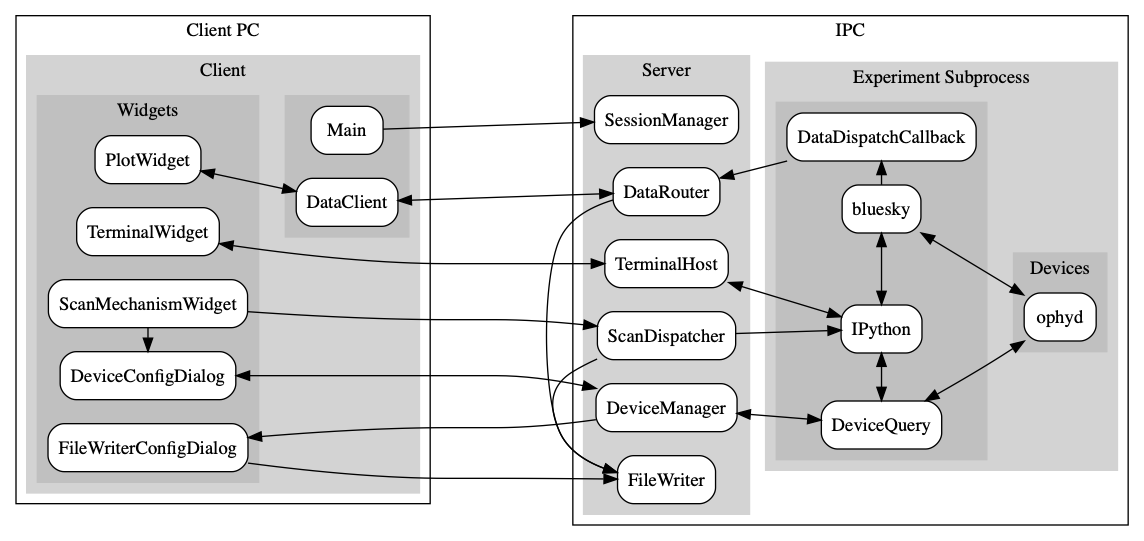 Client PC
Client
Widgets
PlotWidget
TerminalWidget
ScanMechanismWidget
DeviceConfigDialog
FileWriterConfigDialog
Main
DataClient
IPC
Server
SessionManager
DataRouter
TerminalHost
ScanDispatcher
DeviceManager
FileWriter
Experiment Subprocess
DataDispatchCallback
bluesky
IPython
DeviceQuery
Devices
ophyd